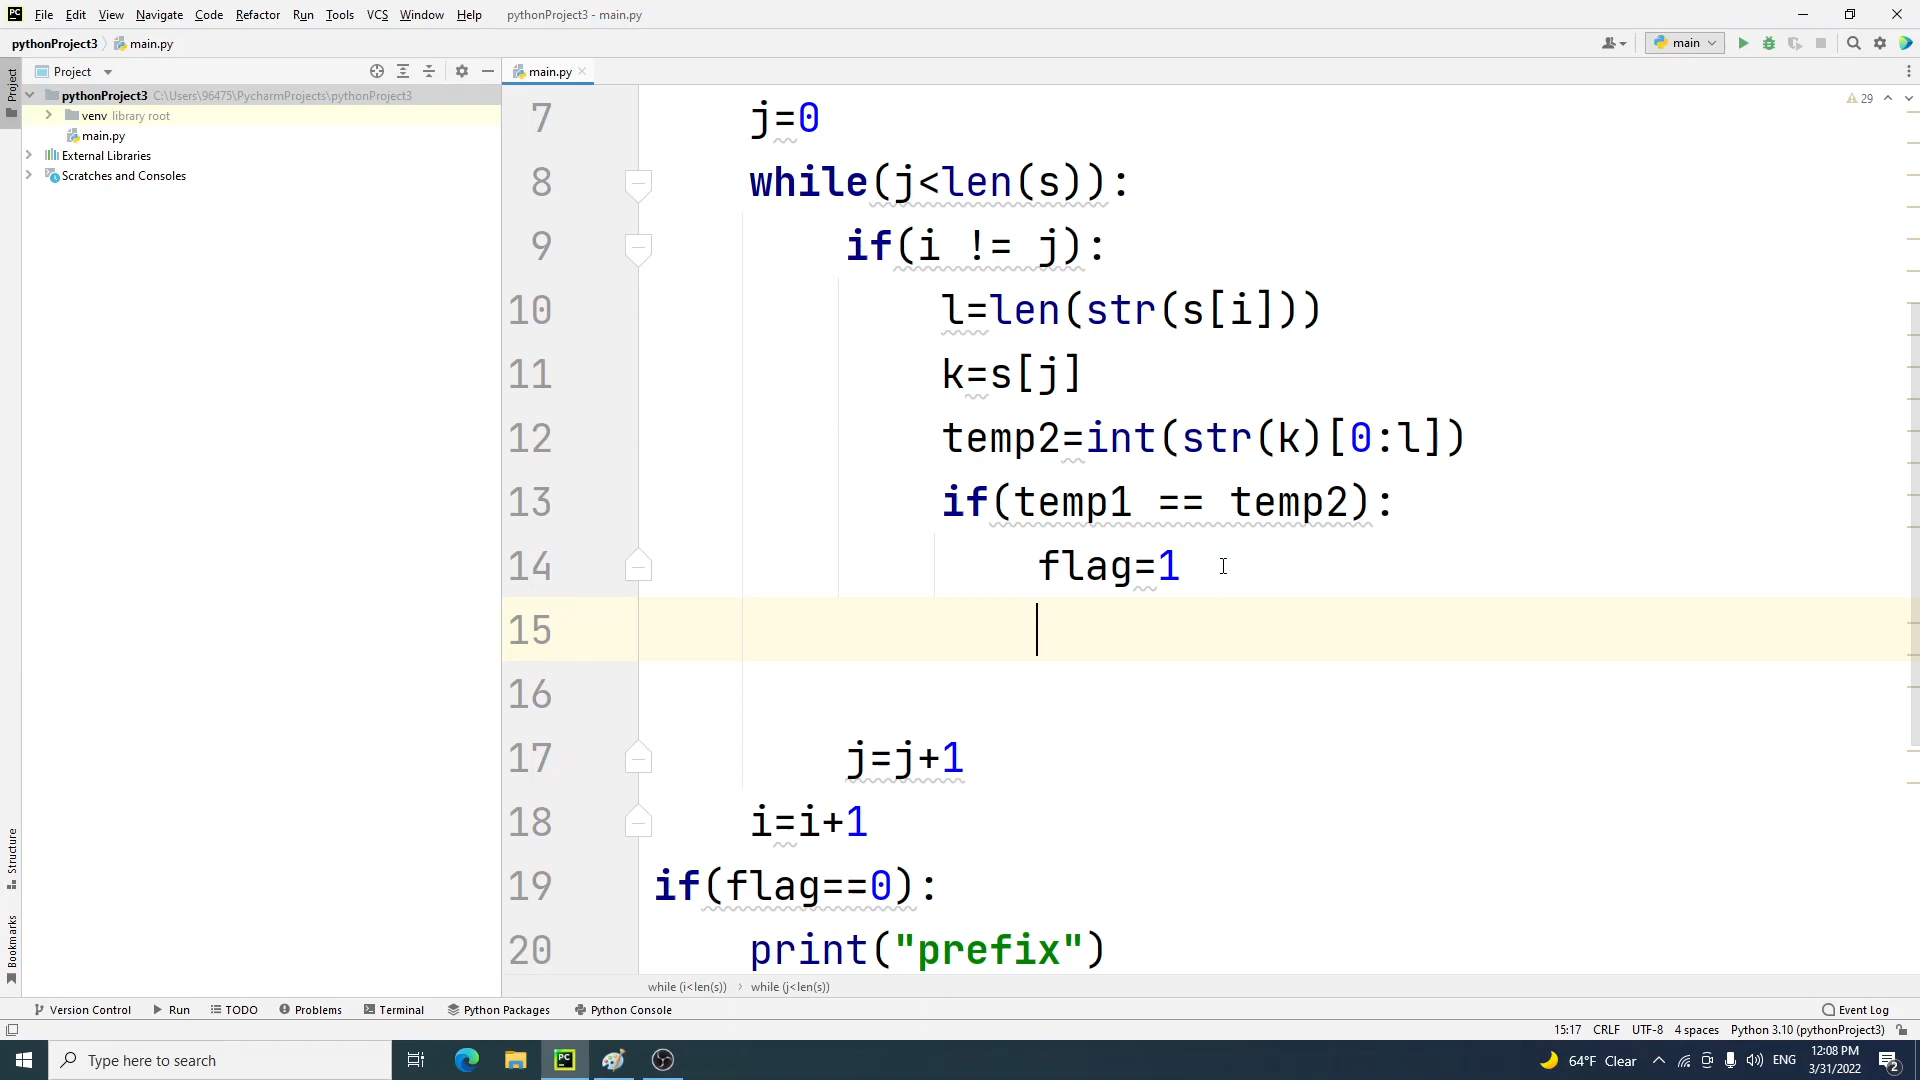 PC File Edit View Navigate Code Refactor Run Tools VCS Window Help pythonProject3 - main.py
pythonProject3 main.py main
Project main.py
Project
pythonProject3 C:\Users\96475\PycharmProjects\pythonProject3
venv library root
main.py
External Libraries
Scratches and Consoles
29
7 j=0
8 while(j<len(s)):
9 if(i != j):
10 l=len(str(s[i]))
11 k=s[j]
12 temp2=int(str(k)[0:l])
13 if(temp1 == temp2):
14 flag=1
15
16
17 j=j+1
18 i=i+1
19 if(flag==0):
20 print("prefix")
Structure
Bookmarks
while (i<len(s)) › while (j<len(s))
Version Control Run TODO Problems Terminal Python Packages Python Console Event Log
15:17 CRLF UTF-8 4 spaces Python 3.10 (pythonProject3)
Type here to search PC 64°F Clear ENG 12:08 PM
3/31/2022 2